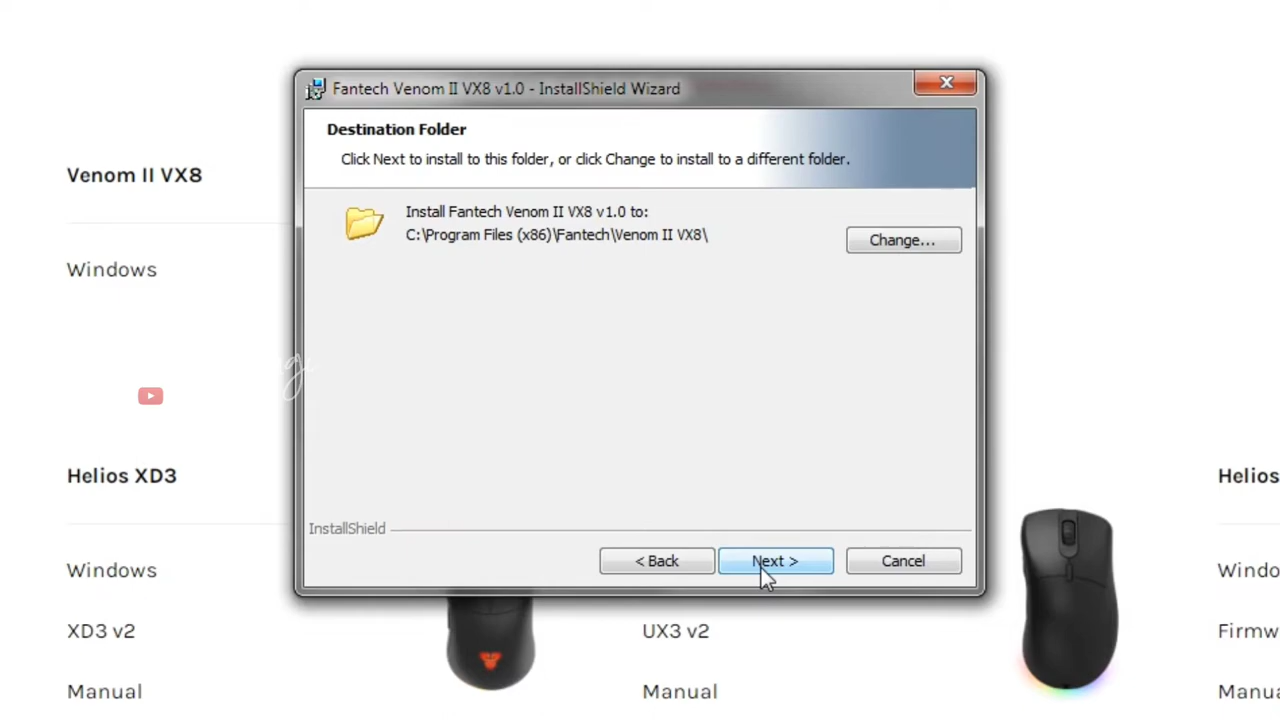 Fantech Venom II VX8 v1.0 - InstallShield Wizard
Destination Folder
Click Next to install to this folder, or click Change to install to a different folder.
Install Fantech Venom II VX8 v1.0 to:
C:\Program Files (x86)\Fantech\Venom II VX8\
Change...
InstallShield
< Back
Next >
Cancel
Venom II VX8
Windows
Helios XD3
Windows
XD3 v2
Manual
UX3 v2
Manual
Helios